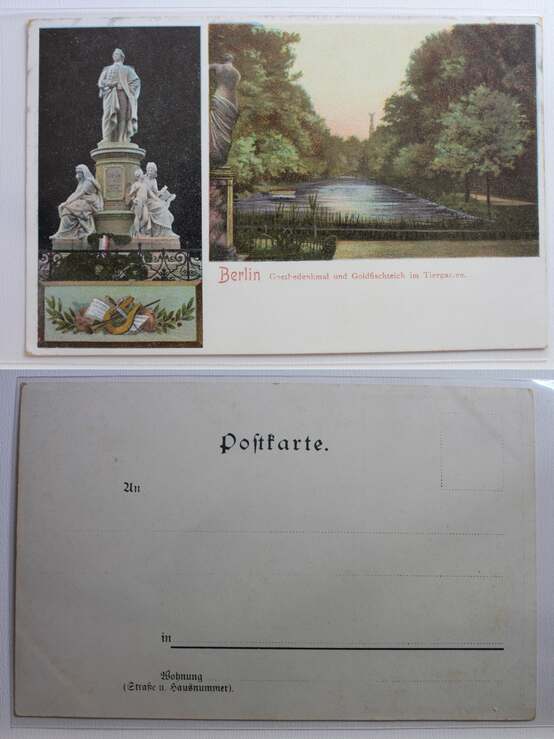 Berlin Goethedenkmal und Goldfischteich im Tiergarten.
Poſtkarte.
An
in
Wohnung
(Straße u. Hausnummer).